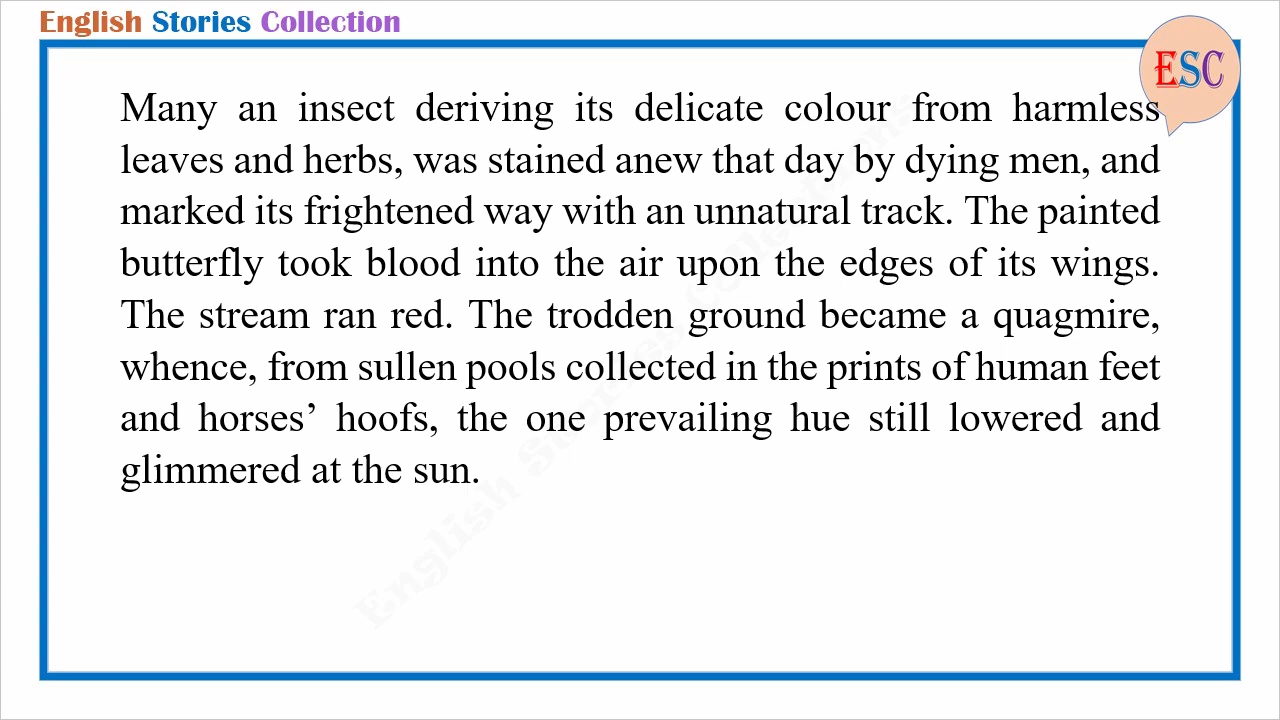 English Stories Collection
ESC
Many an insect deriving its delicate colour from harmless
leaves and herbs, was stained anew that day by dying men, and
marked its frightened way with an unnatural track. The painted
butterfly took blood into the air upon the edges of its wings.
The stream ran red. The trodden ground became a quagmire,
whence, from sullen pools collected in the prints of human feet
and horses’ hoofs, the one prevailing hue still lowered and
glimmered at the sun.
English Stories Collections